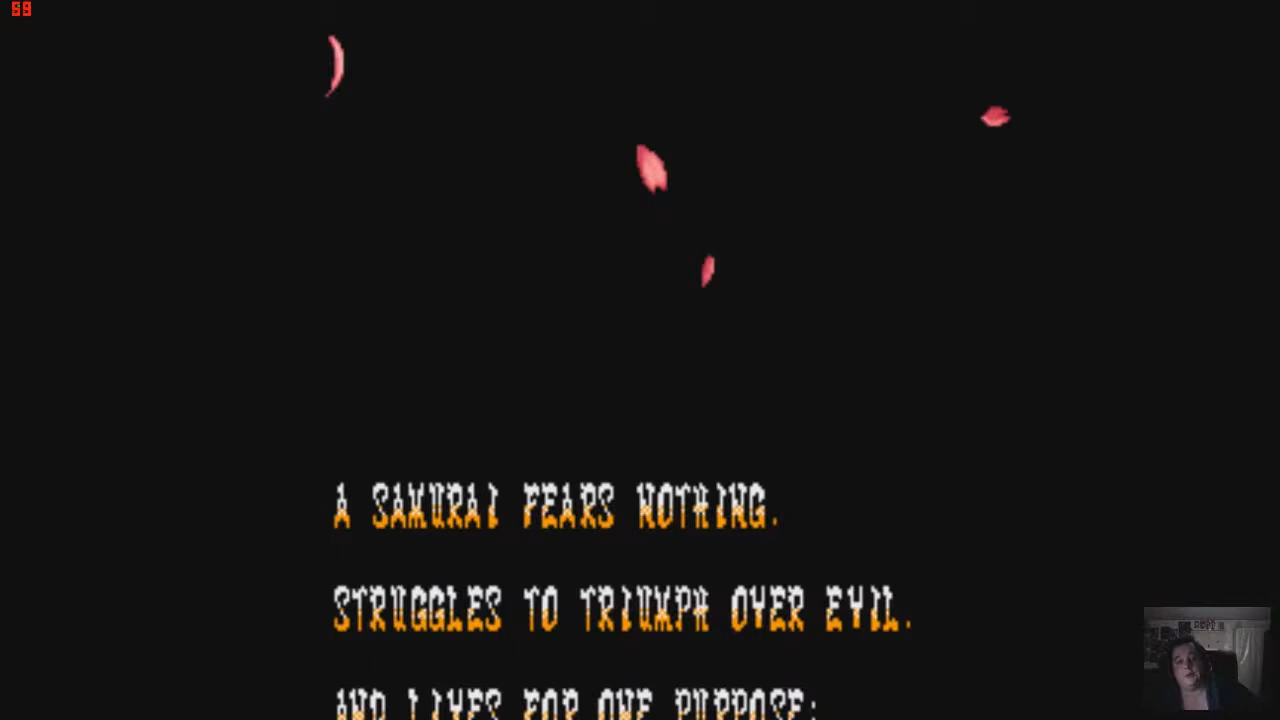 59
A SAMURAI FEARS NOTHING.
STRUGGLES TO TRIUMPH OVER EVIL.
AND LIVES FOR ONE PURPOSE: